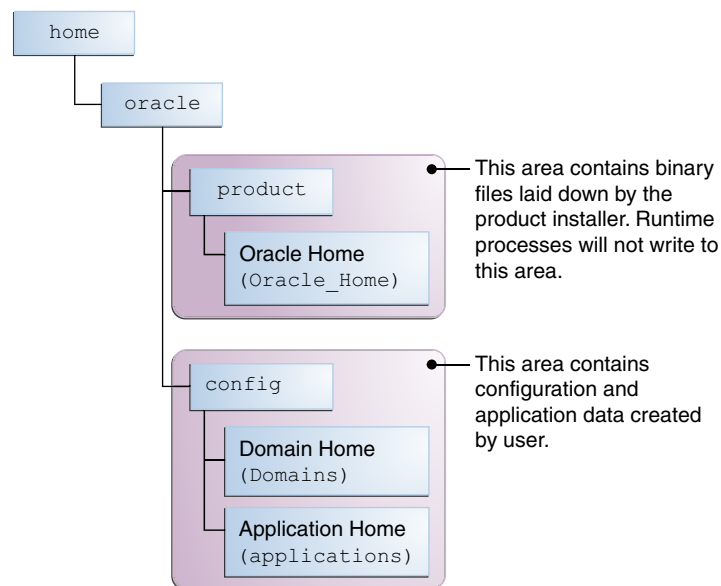 home
oracle
product
Oracle Home
(Oracle_Home)
This area contains binary
files laid down by the
product installer. Runtime
processes will not write to
this area.
config
Domain Home
(Domains)
Application Home
(applications)
This area contains
configuration and
application data created
by user.